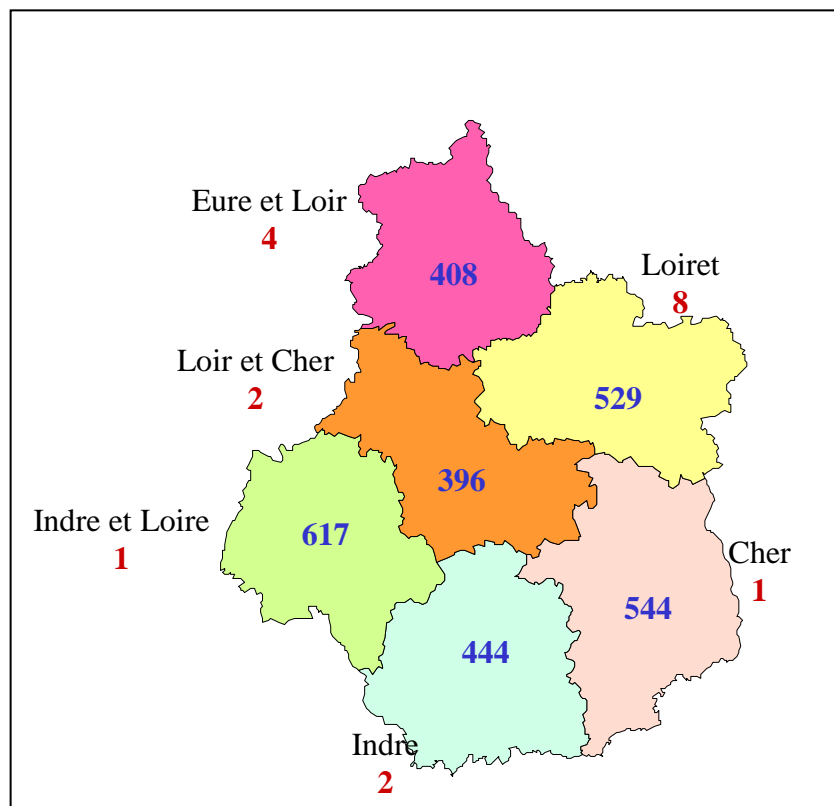 Eure et Loir
4
408
Loiret
8
Loir et Cher
2
529
396
Indre et Loire
1
617
Cher
1
544
444
Indre
2